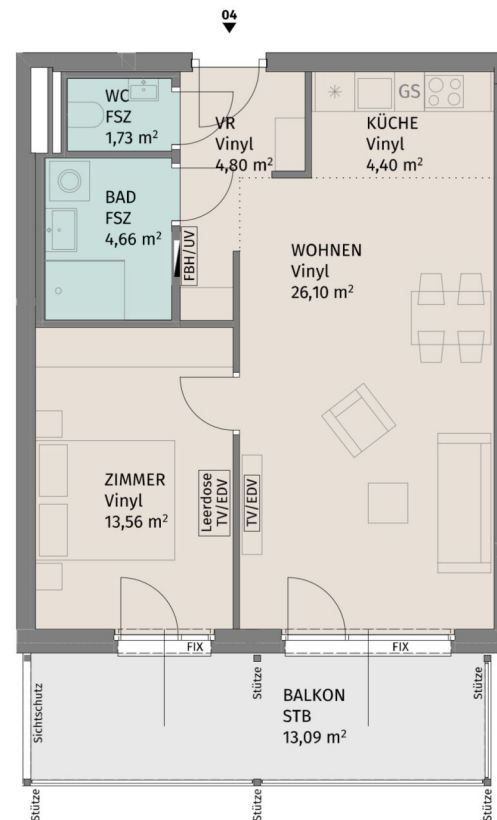 04
WC
FSZ
1,73 m²
VR
Vinyl
4,80 m²
GS
KÜCHE
Vinyl
4,40 m²
BAD
FSZ
4,66 m²
FBH/UV
WOHNEN
Vinyl
26,10 m²
ZIMMER
Vinyl
13,56 m²
Leerdose
TV/EDV
TV/EDV
FIX
FIX
Sichtschutz
Stütze
Stütze
BALKON
STB
13,09 m²
Stütze
Stütze
Stütze